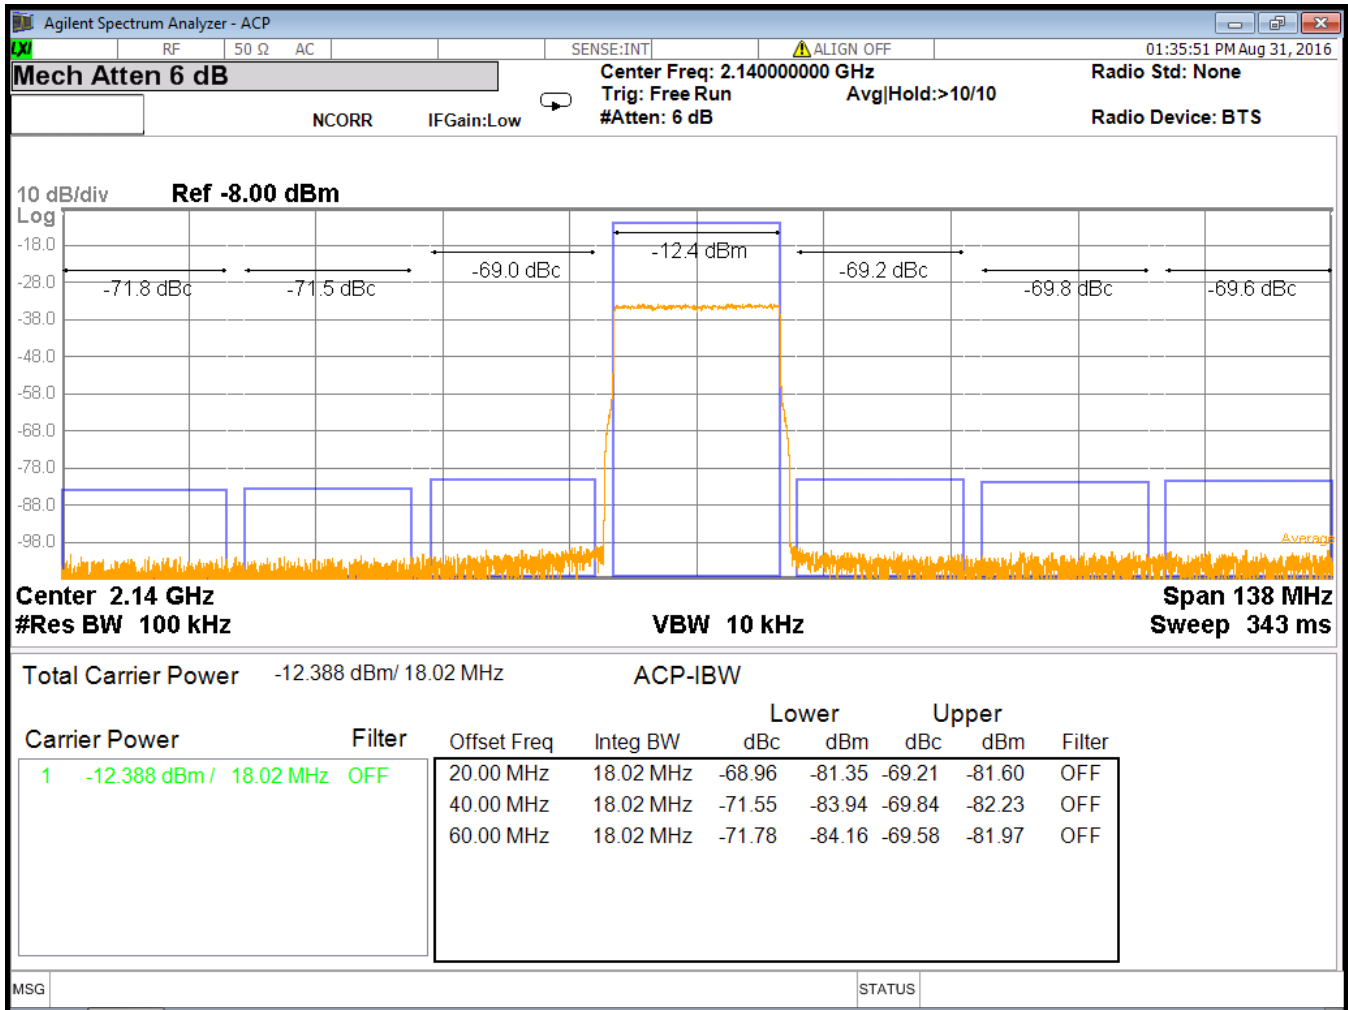 Agilent Spectrum Analyzer - ACP
LXI RF 50 Ω AC SENSE:INT ALIGN OFF 01:35:51 PM Aug 31, 2016
Mech Atten 6 dB Center Freq: 2.140000000 GHz Radio Std: None
Trig: Free Run Avg|Hold:>10/10
NCORR IFGain:Low #Atten: 6 dB Radio Device: BTS
10 dB/div Ref -8.00 dBm
Log
-18.0 -12.4 dBm
-69.0 dBc -69.2 dBc
-28.0 -71.8 dBc -71.5 dBc -69.8 dBc -69.6 dBc
-38.0
-48.0
-58.0
-68.0
-78.0
-88.0
-98.0 Average
Center 2.14 GHz Span 138 MHz
#Res BW 100 kHz VBW 10 kHz Sweep 343 ms
Total Carrier Power -12.388 dBm/ 18.02 MHz ACP-IBW
Lower Upper
Carrier Power Filter Offset Freq Integ BW dBc dBm dBc dBm Filter
1 -12.388 dBm / 18.02 MHz OFF 20.00 MHz 18.02 MHz -68.96 -81.35 -69.21 -81.60 OFF
40.00 MHz 18.02 MHz -71.55 -83.94 -69.84 -82.23 OFF
60.00 MHz 18.02 MHz -71.78 -84.16 -69.58 -81.97 OFF
MSG STATUS